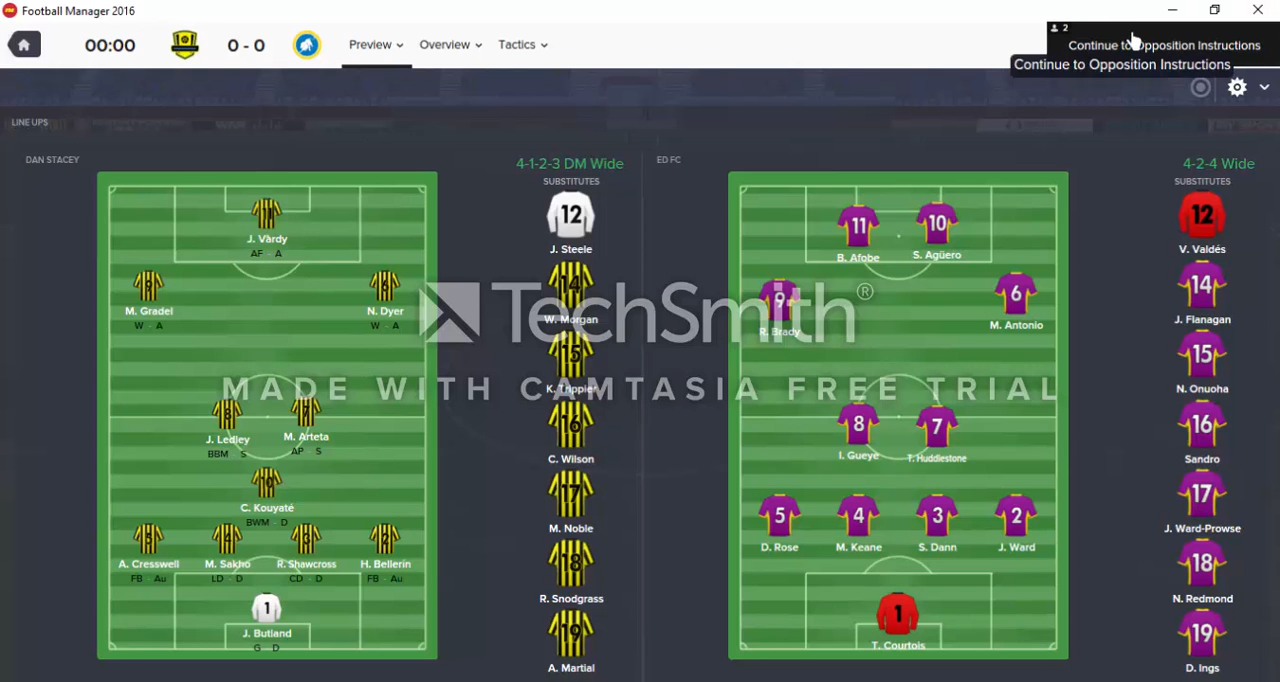 Football Manager 2016
00:00
0 - 0
Preview
Overview
Tactics
2
Continue to Opposition Instructions
Continue to Opposition Instructions
LINE UPS
DAN STACEY
4-1-2-3 DM Wide
SUBSTITUTES
J. Vardy
AF - A
M. Gradel
W - A
N. Dyer
W - A
J. Ledley
BBM - S
M. Arteta
AP - S
C. Kouyaté
BWM - D
A. Cresswell
FB - Au
M. Sakho
LD - D
R. Shawcross
CD - D
H. Bellerin
FB - Au
1
J. Butland
G - D
12
J. Steele
14
W. Morgan
15
K. Trippier
16
C. Wilson
17
M. Noble
18
R. Snodgrass
19
A. Martial
ED FC
4-2-4 Wide
SUBSTITUTES
11
B. Afobe
10
S. Agüero
9
R. Brady
6
M. Antonio
8
I. Gueye
7
T. Huddlestone
5
D. Rose
4
M. Keane
3
S. Dann
2
J. Ward
1
T. Courtois
12
V. Valdés
14
J. Flanagan
15
N. Onuoha
16
Sandro
17
J. Ward-Prowse
18
N. Redmond
19
D. Ings
TechSmith®
MADE WITH CAMTASIA FREE TRIAL